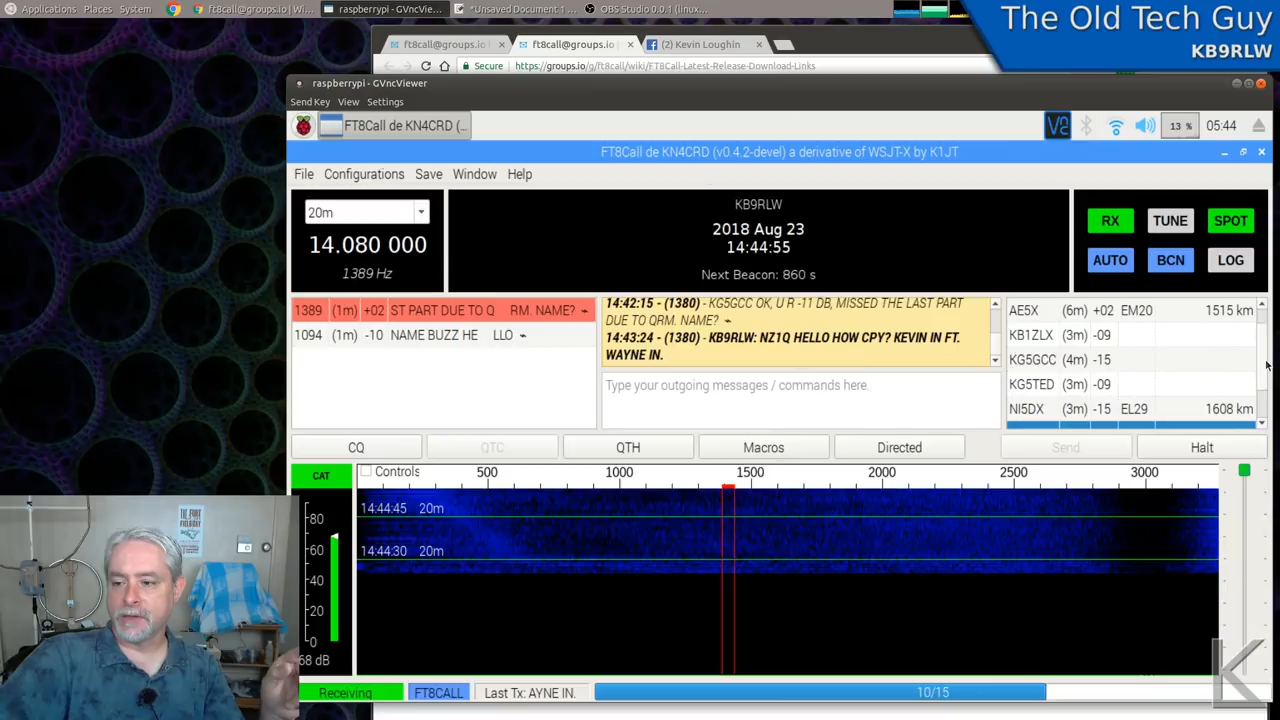 Applications Places System ft8call@groups.io | Wi... raspberrypi - GVncVie... *Unsaved Document 1 ... OBS Studio 0.0.1 (linux...
The Old Tech Guy
KB9RLW
ft8call@groups.io ft8call@groups.io (2) Kevin Loughin
Secure https://groups.io/g/ft8call/wiki/FT8Call-Latest-Release-Download-Links
raspberrypi - GVncViewer
Send Key View Settings
FT8Call de KN4CRD (... 13 % 05:44
FT8Call de KN4CRD (v0.4.2-devel) a derivative of WSJT-X by K1JT
File Configurations Save Window Help
20m
14.080 000
1389 Hz
KB9RLW
2018 Aug 23
14:44:55
Next Beacon: 860 s
RX TUNE SPOT
AUTO BCN LOG
1389 (1m) +02 ST PART DUE TO Q RM. NAME?
1094 (1m) -10 NAME BUZZ HE LLO
14:42:15 - (1380) - KG5GCC OK, U R -11 DB, MISSED THE LAST PART
DUE TO QRM. NAME?
14:43:24 - (1380) - KB9RLW: NZ1Q HELLO HOW CPY? KEVIN IN FT.
WAYNE IN.
Type your outgoing messages / commands here.
AE5X (6m) +02 EM20 1515 km
KB1ZLX (3m) -09
KG5GCC (4m) -15
KG5TED (3m) -09
NI5DX (3m) -15 EL29 1608 km
CQ QTC QTH Macros Directed Send Halt
CAT
Controls 500 1000 1500 2000 2500 3000
14:44:45 20m
14:44:30 20m
80
60
40
20
0
68 dB
Receiving FT8CALL Last Tx: AYNE IN. 10/15
K